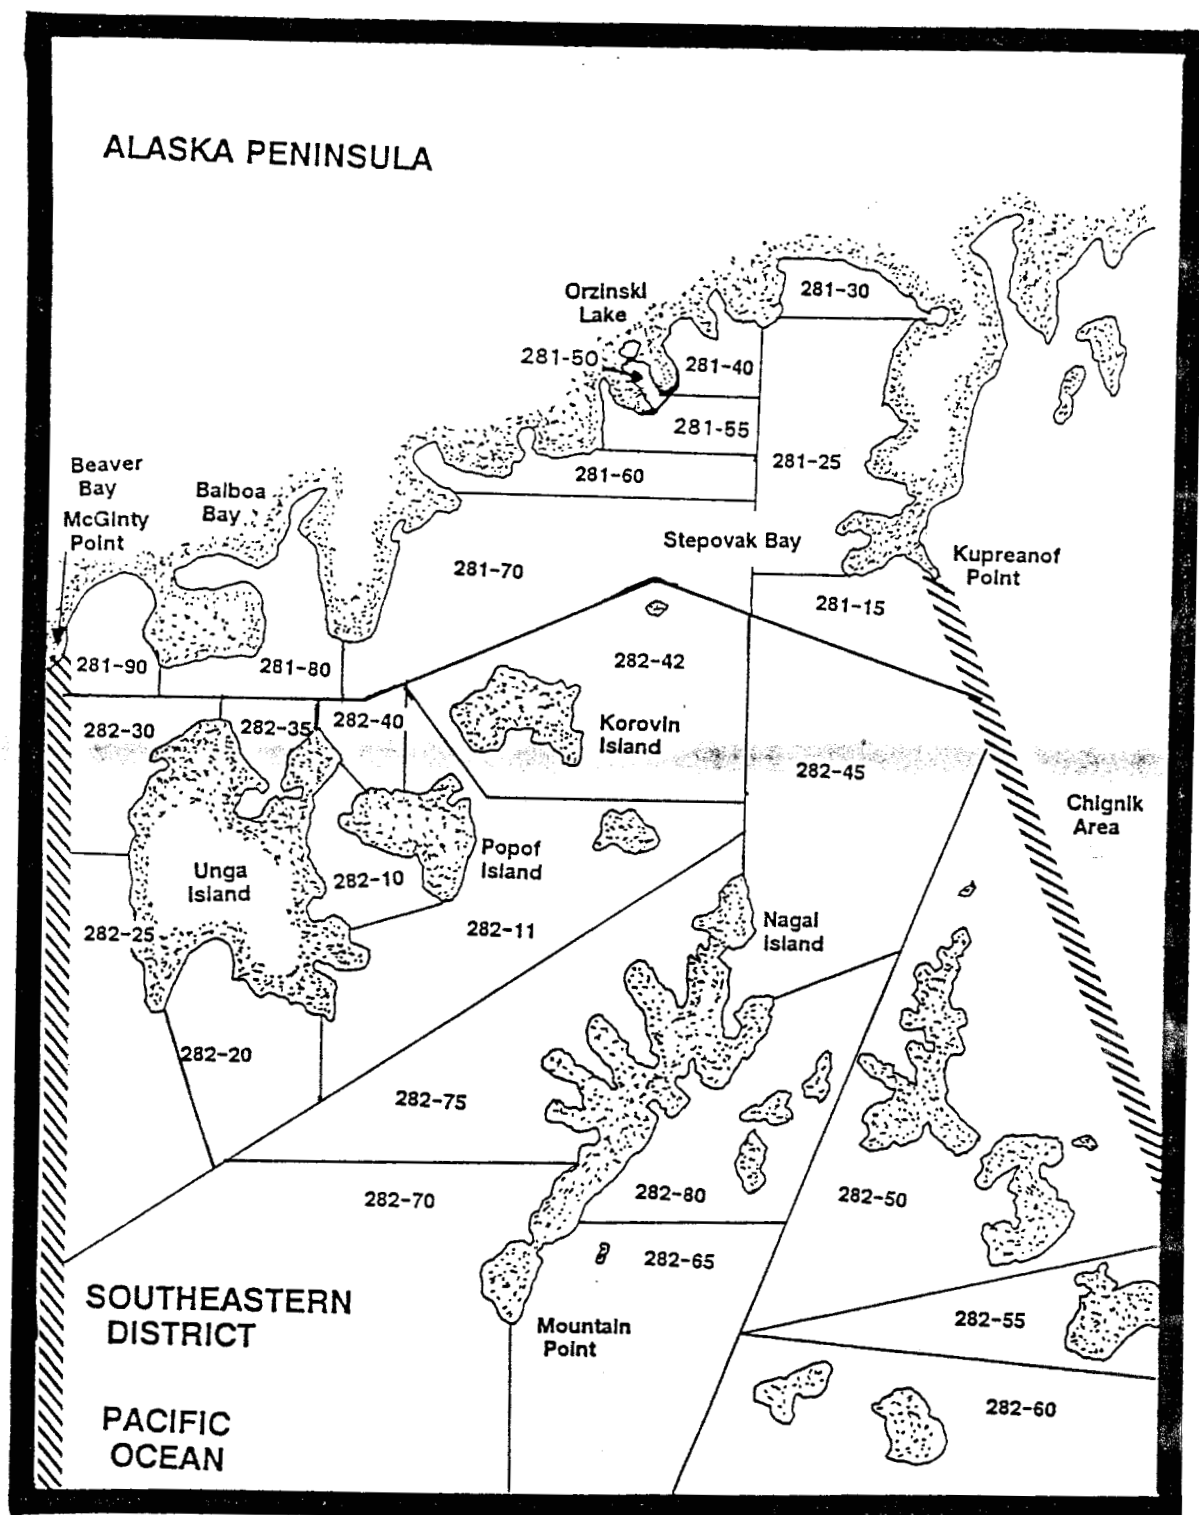 ALASKA PENINSULA
Orzinski
Lake
281-30
281-50
281-40
281-55
281-25
281-60
Beaver
Bay
McGinty
Point
Balboa
Bay
Stepovak Bay
Kupreanof
Point
281-70
281-15
281-90
281-80
282-42
282-30
282-35
282-40
Korovin
Island
282-45
Chignik
Area
Unga
Island
Popof
Island
282-10
282-25
282-11
Nagai
Island
282-20
282-75
282-70
282-80
282-50
282-65
SOUTHEASTERN
DISTRICT
Mountain
Point
282-55
282-60
PACIFIC
OCEAN